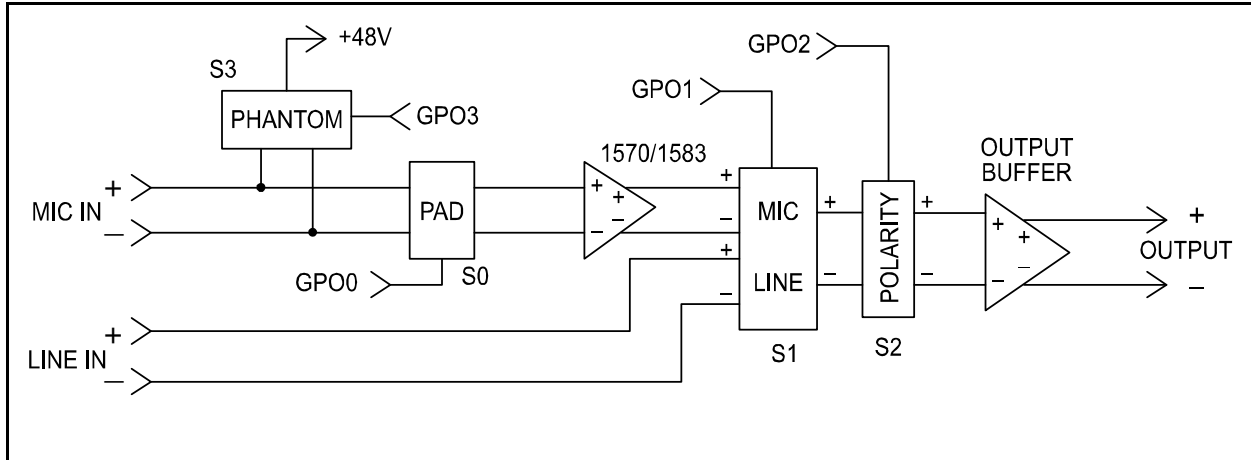 +48V
S3
PHANTOM
GPO3
GPO2
GPO1
1570/1583
OUTPUT
BUFFER
MIC IN
+
−
PAD
S0
GPO0
+
−
+
−
+
−
+
−
MIC
LINE
S1
+
−
POLARITY
S2
+
−
+
−
+
−
+
OUTPUT
−
LINE IN
+
−